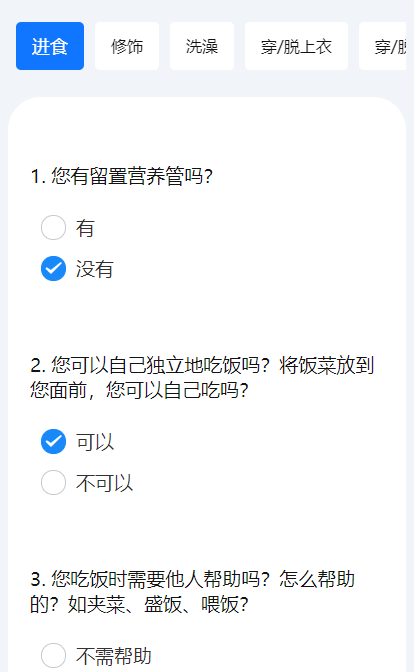 进食 修饰 洗澡 穿/脱上衣 穿/脱
1. 您有留置营养管吗?
有
没有
2. 您可以自己独立地吃饭吗? 将饭菜放到
您面前，您可以自己吃吗?
可以
不可以
3. 您吃饭时需要他人帮助吗? 怎么帮助
的? 如夹菜、盛饭、喂饭?
不需帮助